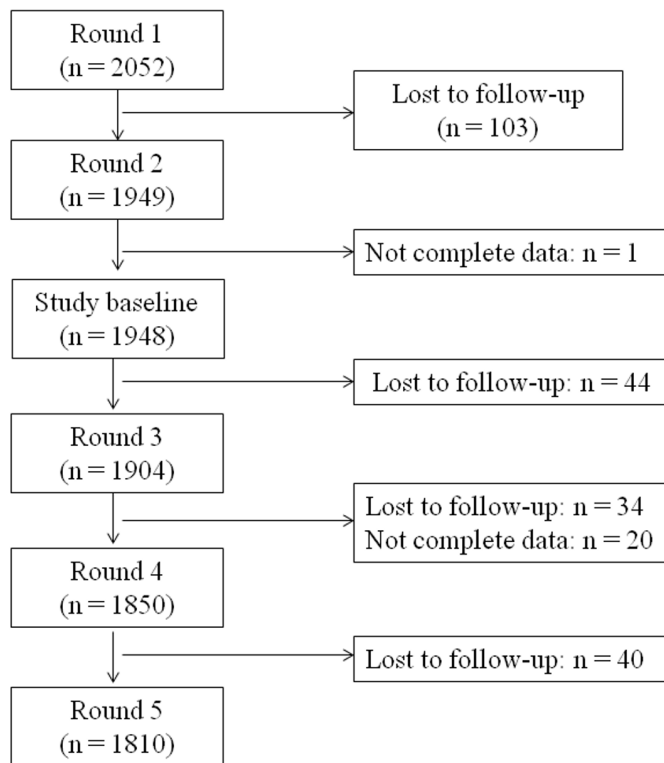 Round 1
(n = 2052)
Lost to follow-up
(n = 103)
Round 2
(n = 1949)
Not complete data: n = 1
Study baseline
(n = 1948)
Lost to follow-up: n = 44
Round 3
(n = 1904)
Lost to follow-up: n = 34
Not complete data: n = 20
Round 4
(n = 1850)
Lost to follow-up: n = 40
Round 5
(n = 1810)